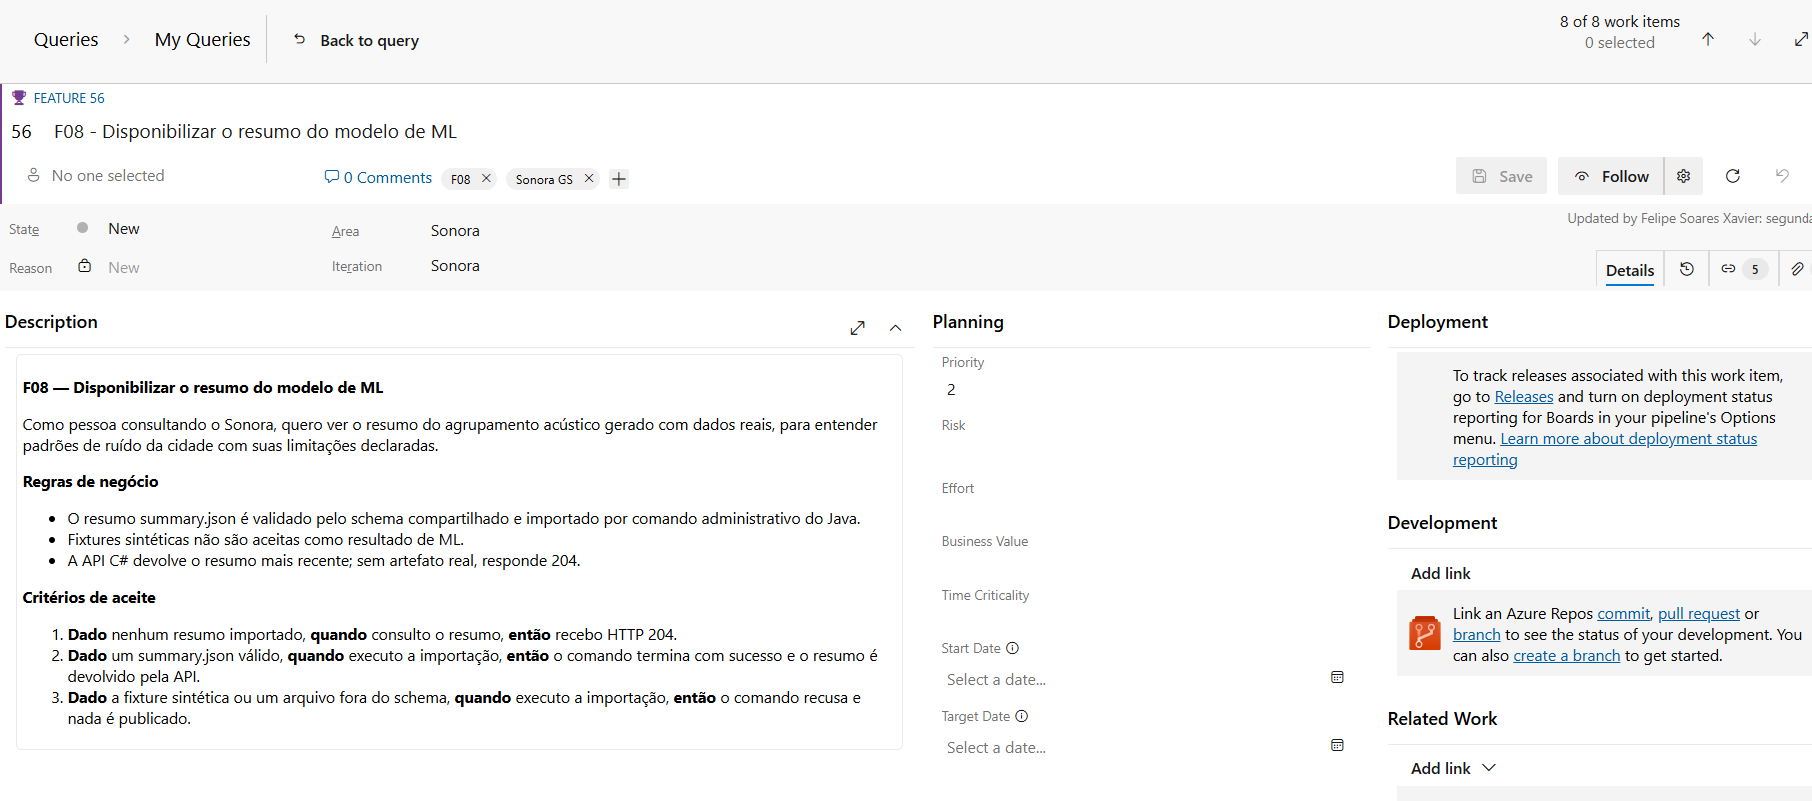 Queries > My Queries Back to query
8 of 8 work items
0 selected
FEATURE 56
56 F08 - Disponibilizar o resumo do modelo de ML
No one selected
0 Comments
F08
Sonora GS
Save
Follow
State New
Area Sonora
Updated by Felipe Soares Xavier: segunda
Reason New
Iteration Sonora
Details
5
Description
F08 — Disponibilizar o resumo do modelo de ML
Como pessoa consultando o Sonora, quero ver o resumo do agrupamento acústico gerado com dados reais, para entender
padrões de ruído da cidade com suas limitações declaradas.
Regras de negócio
• O resumo summary.json é validado pelo schema compartilhado e importado por comando administrativo do Java.
• Fixtures sintéticas não são aceitas como resultado de ML.
• A API C# devolve o resumo mais recente; sem artefato real, responde 204.
Critérios de aceite
1. Dado nenhum resumo importado, quando consulto o resumo, então recebo HTTP 204.
2. Dado um summary.json válido, quando executo a importação, então o comando termina com sucesso e o resumo é
devolvido pela API.
3. Dado a fixture sintética ou um arquivo fora do schema, quando executo a importação, então o comando recusa e
nada é publicado.
Planning
Priority
2
Risk
Effort
Business Value
Time Criticality
Start Date
Select a date...
Target Date
Select a date...
Deployment
To track releases associated with this work item,
go to Releases and turn on deployment status
reporting for Boards in your pipeline's Options
menu. Learn more about deployment status
reporting
Development
Add link
Link an Azure Repos commit, pull request or
branch to see the status of your development. You
can also create a branch to get started.
Related Work
Add link